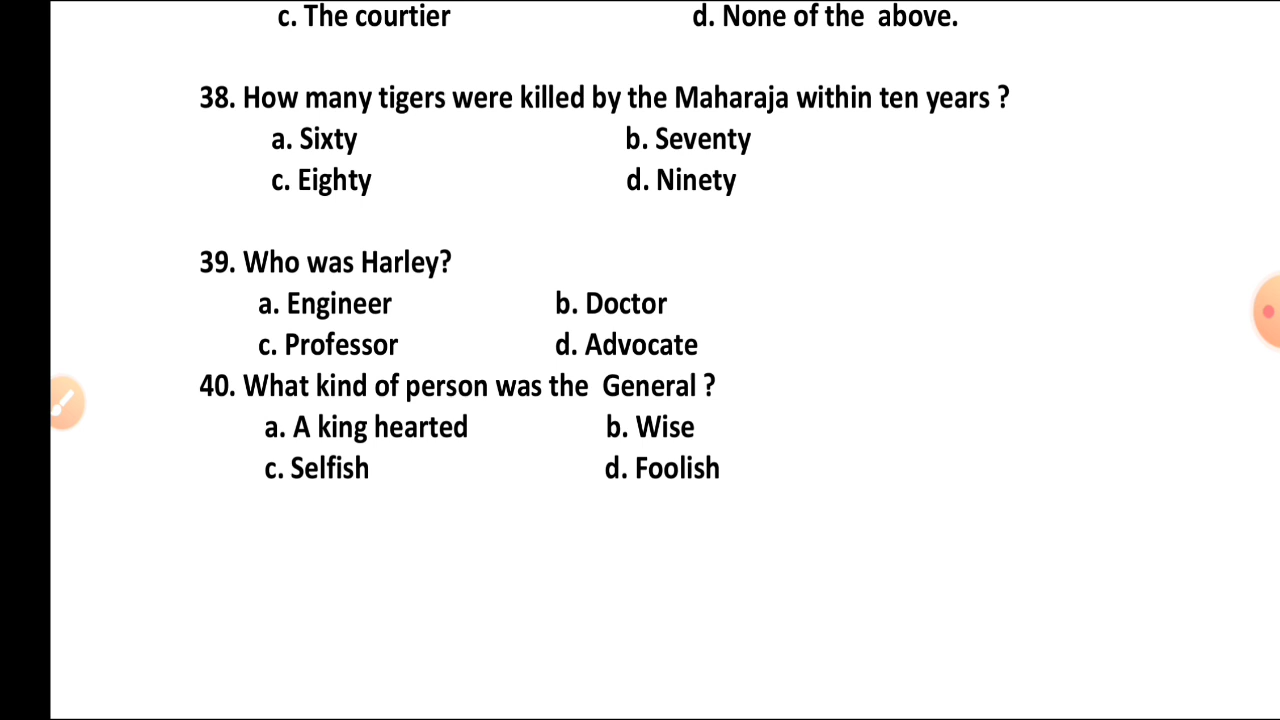 c. The courtier d. None of the above.
38. How many tigers were killed by the Maharaja within ten years ?
a. Sixty b. Seventy
c. Eighty d. Ninety
39. Who was Harley?
a. Engineer b. Doctor
c. Professor d. Advocate
40. What kind of person was the General ?
a. A king hearted b. Wise
c. Selfish d. Foolish